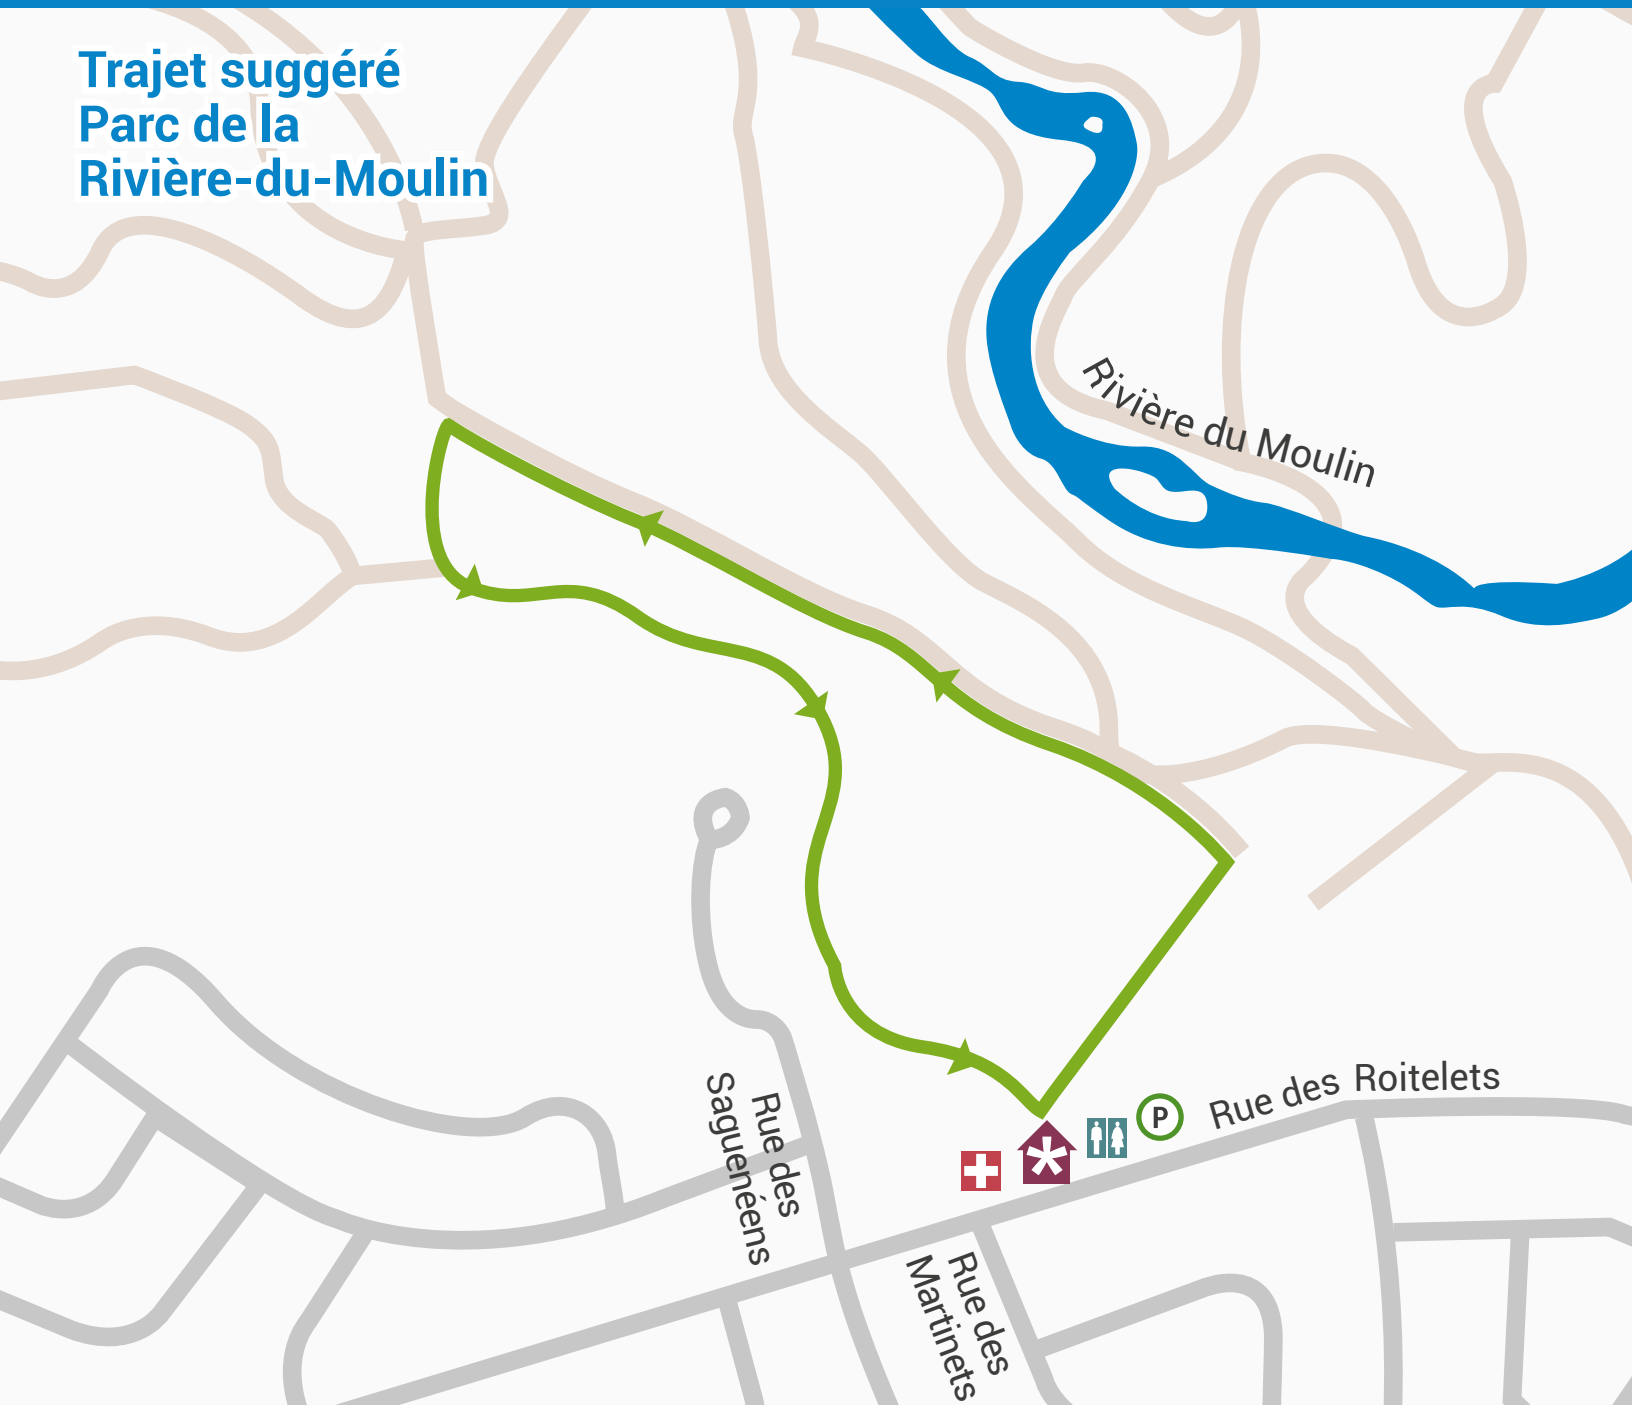 Trajet suggéré
Parc de la
Rivière-du-Moulin
Rivière du Moulin
Rue des Roitelets
P
Rue des
Saguenéens
Rue des
Martinets